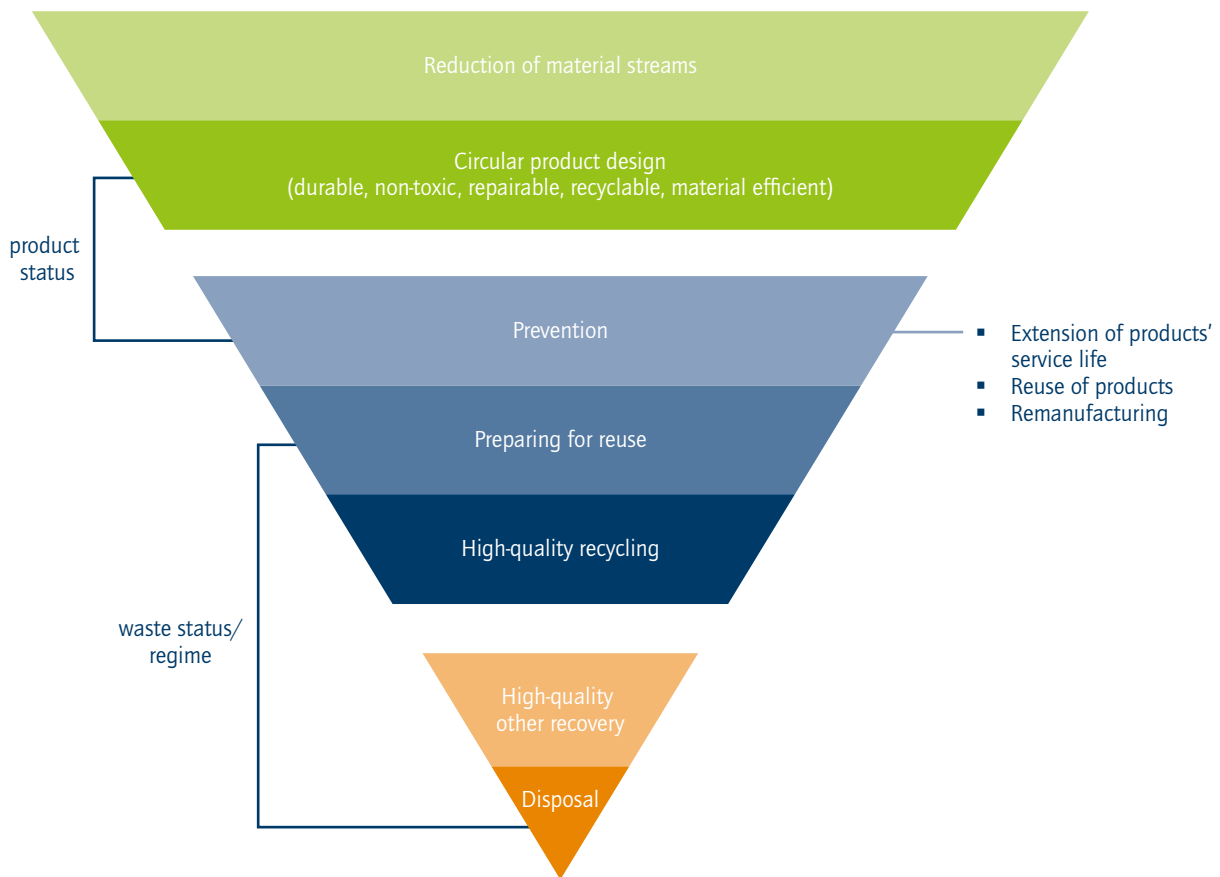 Reduction of material streams
Circular product design
(durable, non-toxic, repairable, recyclable, material efficient)
product
status
Prevention
▪ Extension of products’
service life
▪ Reuse of products
▪ Remanufacturing
Preparing for reuse
High-quality recycling
waste status/
regime
High-quality
other recovery
Disposal